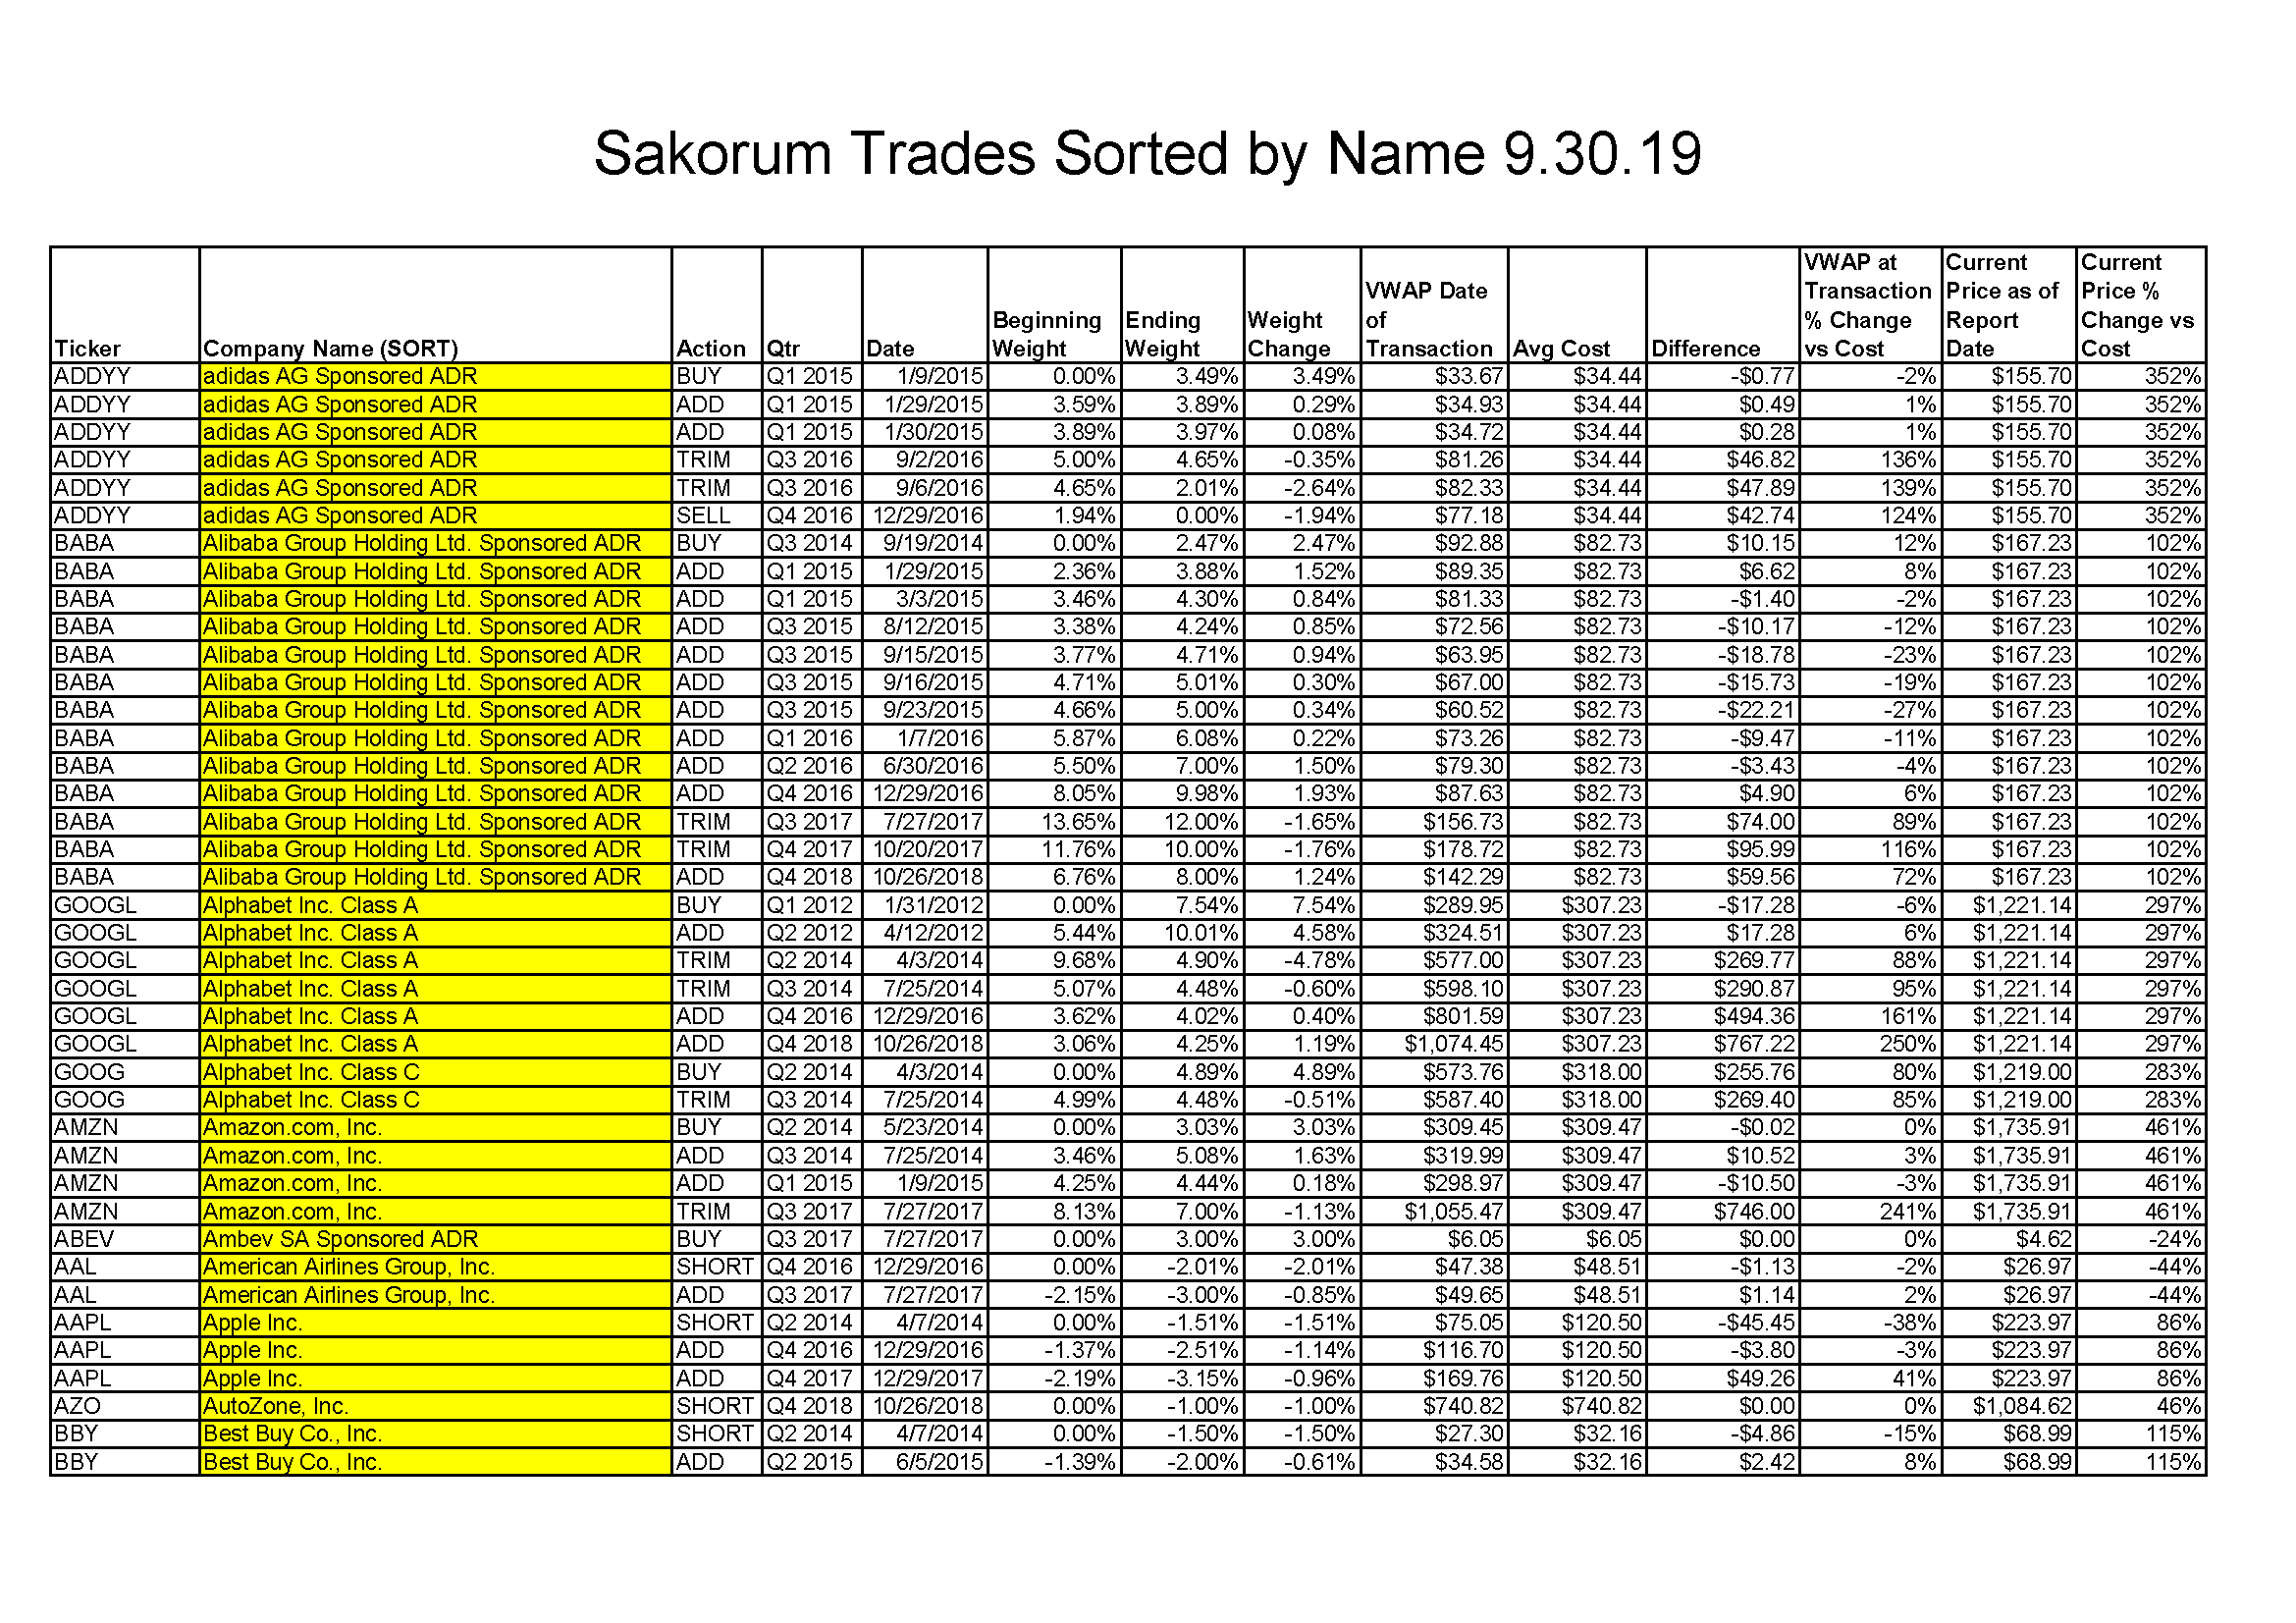 Sakorum Trades Sorted by Name 9.30.19
Ticker Company Name (SORT) Action Qtr Date Beginning Weight Ending Weight Weight Change VWAP Date of Transaction Avg Cost Difference VWAP at Transaction % Change vs Cost Current Price as of Report Date Current Price % Change vs Cost
ADDYY adidas AG Sponsored ADR BUY Q1 2015 1/9/2015 0.00% 3.49% 3.49% $33.67 $34.44 -$0.77 -2% $155.70 352%
ADDYY adidas AG Sponsored ADR ADD Q1 2015 1/29/2015 3.59% 3.89% 0.29% $34.93 $34.44 $0.49 1% $155.70 352%
ADDYY adidas AG Sponsored ADR ADD Q1 2015 1/30/2015 3.89% 3.97% 0.08% $34.72 $34.44 $0.28 1% $155.70 352%
ADDYY adidas AG Sponsored ADR TRIM Q3 2016 9/2/2016 5.00% 4.65% -0.35% $81.26 $34.44 $46.82 136% $155.70 352%
ADDYY adidas AG Sponsored ADR TRIM Q3 2016 9/6/2016 4.65% 2.01% -2.64% $82.33 $34.44 $47.89 139% $155.70 352%
ADDYY adidas AG Sponsored ADR SELL Q4 2016 12/29/2016 1.94% 0.00% -1.94% $77.18 $34.44 $42.74 124% $155.70 352%
BABA Alibaba Group Holding Ltd. Sponsored ADR BUY Q3 2014 9/19/2014 0.00% 2.47% 2.47% $92.88 $82.73 $10.15 12% $167.23 102%
BABA Alibaba Group Holding Ltd. Sponsored ADR ADD Q1 2015 1/29/2015 2.36% 3.88% 1.52% $89.35 $82.73 $6.62 8% $167.23 102%
BABA Alibaba Group Holding Ltd. Sponsored ADR ADD Q1 2015 3/3/2015 3.46% 4.30% 0.84% $81.33 $82.73 -$1.40 -2% $167.23 102%
BABA Alibaba Group Holding Ltd. Sponsored ADR ADD Q3 2015 8/12/2015 3.38% 4.24% 0.85% $72.56 $82.73 -$10.17 -12% $167.23 102%
BABA Alibaba Group Holding Ltd. Sponsored ADR ADD Q3 2015 9/15/2015 3.77% 4.71% 0.94% $63.95 $82.73 -$18.78 -23% $167.23 102%
BABA Alibaba Group Holding Ltd. Sponsored ADR ADD Q3 2015 9/16/2015 4.71% 5.01% 0.30% $67.00 $82.73 -$15.73 -19% $167.23 102%
BABA Alibaba Group Holding Ltd. Sponsored ADR ADD Q3 2015 9/23/2015 4.66% 5.00% 0.34% $60.52 $82.73 -$22.21 -27% $167.23 102%
BABA Alibaba Group Holding Ltd. Sponsored ADR ADD Q1 2016 1/7/2016 5.87% 6.08% 0.22% $73.26 $82.73 -$9.47 -11% $167.23 102%
BABA Alibaba Group Holding Ltd. Sponsored ADR ADD Q2 2016 6/30/2016 5.50% 7.00% 1.50% $79.30 $82.73 -$3.43 -4% $167.23 102%
BABA Alibaba Group Holding Ltd. Sponsored ADR ADD Q4 2016 12/29/2016 8.05% 9.98% 1.93% $87.63 $82.73 $4.90 6% $167.23 102%
BABA Alibaba Group Holding Ltd. Sponsored ADR TRIM Q3 2017 7/27/2017 13.65% 12.00% -1.65% $156.73 $82.73 $74.00 89% $167.23 102%
BABA Alibaba Group Holding Ltd. Sponsored ADR TRIM Q4 2017 10/20/2017 11.76% 10.00% -1.76% $178.72 $82.73 $95.99 116% $167.23 102%
BABA Alibaba Group Holding Ltd. Sponsored ADR ADD Q4 2018 10/26/2018 6.76% 8.00% 1.24% $142.29 $82.73 $59.56 72% $167.23 102%
GOOGL Alphabet Inc. Class A BUY Q1 2012 1/31/2012 0.00% 7.54% 7.54% $289.95 $307.23 -$17.28 -6% $1,221.14 297%
GOOGL Alphabet Inc. Class A ADD Q2 2012 4/12/2012 5.44% 10.01% 4.58% $324.51 $307.23 $17.28 6% $1,221.14 297%
GOOGL Alphabet Inc. Class A TRIM Q2 2014 4/3/2014 9.68% 4.90% -4.78% $577.00 $307.23 $269.77 88% $1,221.14 297%
GOOGL Alphabet Inc. Class A TRIM Q3 2014 7/25/2014 5.07% 4.48% -0.60% $598.10 $307.23 $290.87 95% $1,221.14 297%
GOOGL Alphabet Inc. Class A ADD Q4 2016 12/29/2016 3.62% 4.02% 0.40% $801.59 $307.23 $494.36 161% $1,221.14 297%
GOOGL Alphabet Inc. Class A ADD Q4 2018 10/26/2018 3.06% 4.25% 1.19% $1,074.45 $307.23 $767.22 250% $1,221.14 297%
GOOG Alphabet Inc. Class C BUY Q2 2014 4/3/2014 0.00% 4.89% 4.89% $573.76 $318.00 $255.76 80% $1,219.00 283%
GOOG Alphabet Inc. Class C TRIM Q3 2014 7/25/2014 4.99% 4.48% -0.51% $587.40 $318.00 $269.40 85% $1,219.00 283%
AMZN Amazon.com, Inc. BUY Q2 2014 5/23/2014 0.00% 3.03% 3.03% $309.45 $309.47 -$0.02 0% $1,735.91 461%
AMZN Amazon.com, Inc. ADD Q3 2014 7/25/2014 3.46% 5.08% 1.63% $319.99 $309.47 $10.52 3% $1,735.91 461%
AMZN Amazon.com, Inc. ADD Q1 2015 1/9/2015 4.25% 4.44% 0.18% $298.97 $309.47 -$10.50 -3% $1,735.91 461%
AMZN Amazon.com, Inc. TRIM Q3 2017 7/27/2017 8.13% 7.00% -1.13% $1,055.47 $309.47 $746.00 241% $1,735.91 461%
ABEV Ambev SA Sponsored ADR BUY Q3 2017 7/27/2017 0.00% 3.00% 3.00% $6.05 $6.05 $0.00 0% $4.62 -24%
AAL American Airlines Group, Inc. SHORT Q4 2016 12/29/2016 0.00% -2.01% -2.01% $47.38 $48.51 -$1.13 -2% $26.97 -44%
AAL American Airlines Group, Inc. ADD Q3 2017 7/27/2017 -2.15% -3.00% -0.85% $49.65 $48.51 $1.14 2% $26.97 -44%
AAPL Apple Inc. SHORT Q2 2014 4/7/2014 0.00% -1.51% -1.51% $75.05 $120.50 -$45.45 -38% $223.97 86%
AAPL Apple Inc. ADD Q4 2016 12/29/2016 -1.37% -2.51% -1.14% $116.70 $120.50 -$3.80 -3% $223.97 86%
AAPL Apple Inc. ADD Q4 2017 12/29/2017 -2.19% -3.15% -0.96% $169.76 $120.50 $49.26 41% $223.97 86%
AZO AutoZone, Inc. SHORT Q4 2018 10/26/2018 0.00% -1.00% -1.00% $740.82 $740.82 $0.00 0% $1,084.62 46%
BBY Best Buy Co., Inc. SHORT Q2 2014 4/7/2014 0.00% -1.50% -1.50% $27.30 $32.16 -$4.86 -15% $68.99 115%
BBY Best Buy Co., Inc. ADD Q2 2015 6/5/2015 -1.39% -2.00% -0.61% $34.58 $32.16 $2.42 8% $68.99 115%